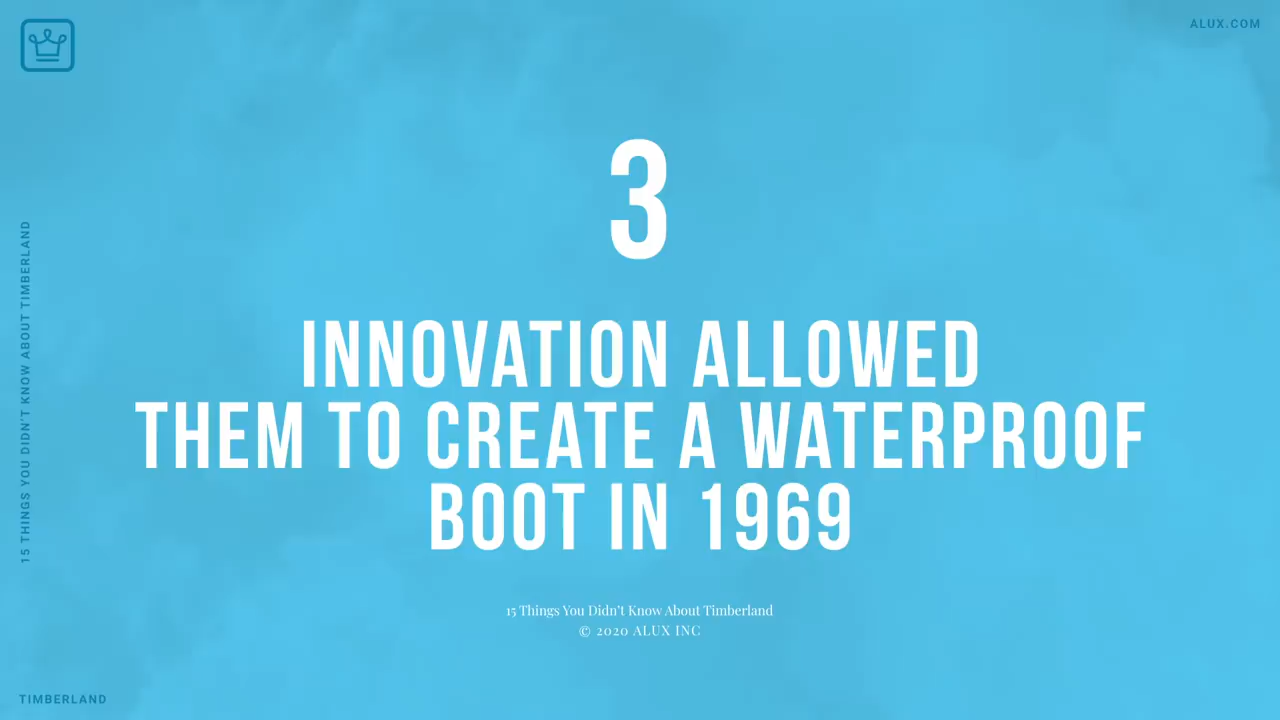 ALUX.COM
15 THINGS YOU DIDN'T KNOW ABOUT TIMBERLAND
3
INNOVATION ALLOWED
THEM TO CREATE A WATERPROOF
BOOT IN 1969
15 Things You Didn't Know About Timberland
© 2020 ALUX INC
TIMBERLAND